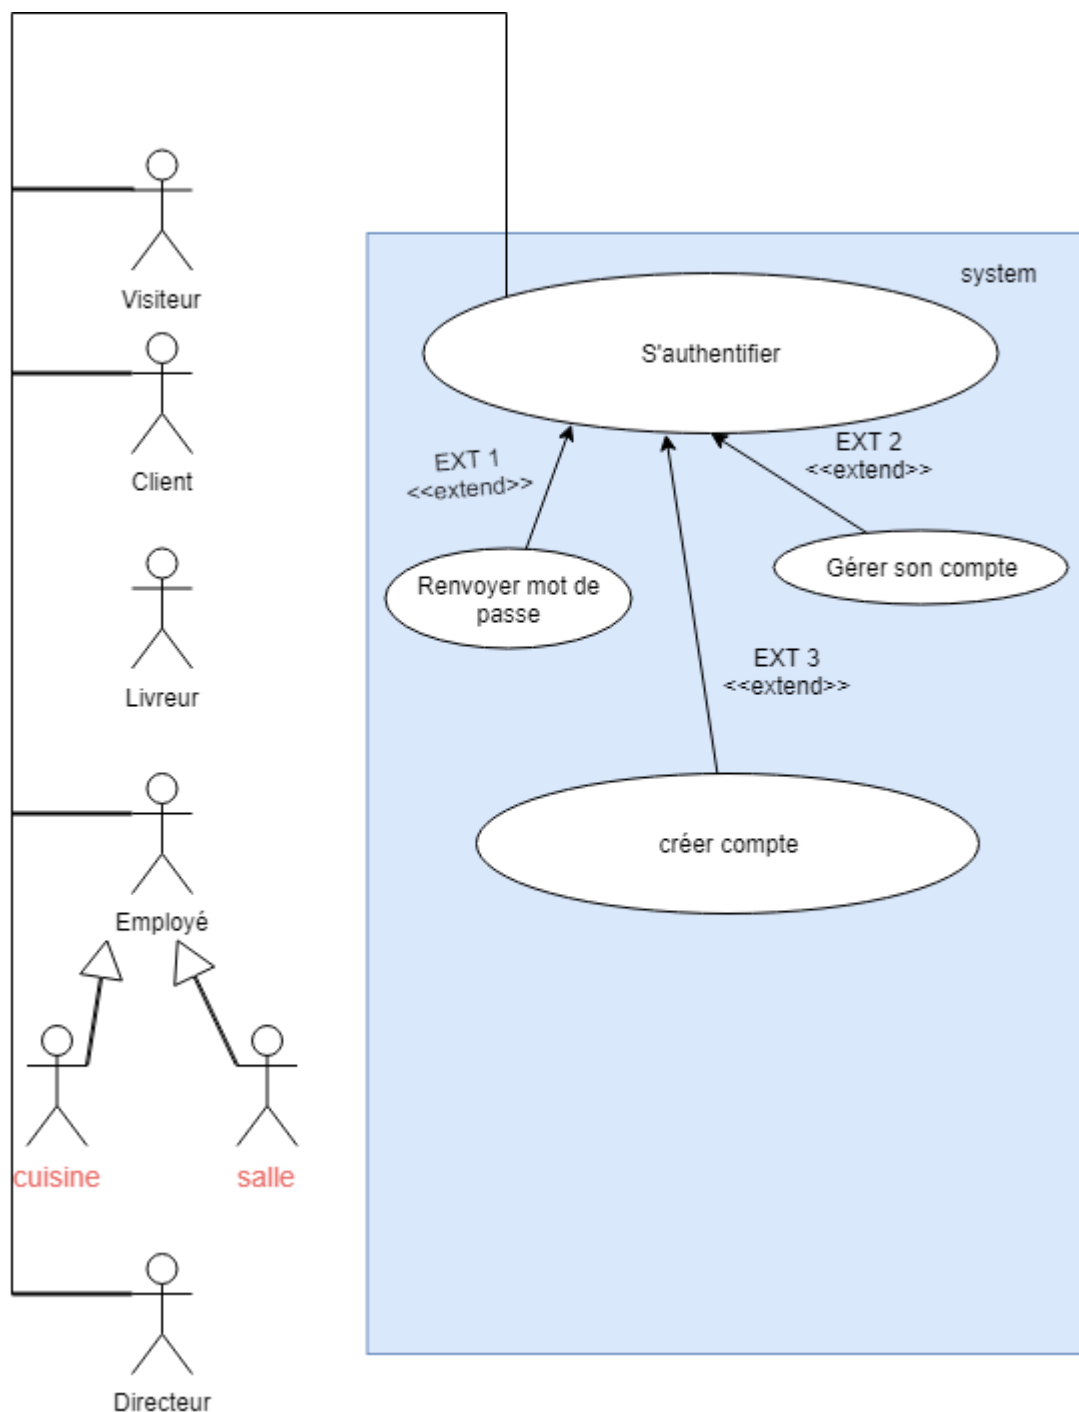 Visiteur
system
S'authentifier
Client
EXT 1
<<extend>>
EXT 2
<<extend>>
Renvoyer mot de
passe
Gérer son compte
Livreur
EXT 3
<<extend>>
créer compte
Employé
cuisine
salle
Directeur